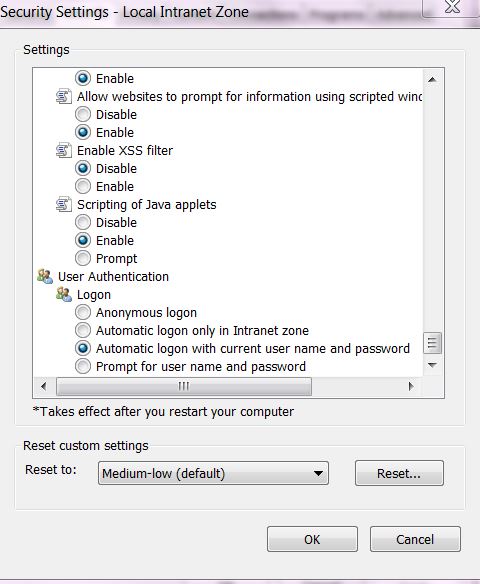 Security Settings - Local Intranet Zone
Settings
Enable
Allow websites to prompt for information using scripted wind
Disable
Enable
Enable XSS filter
Disable
Enable
Scripting of Java applets
Disable
Enable
Prompt
User Authentication
Logon
Anonymous logon
Automatic logon only in Intranet zone
Automatic logon with current user name and password
Prompt for user name and password
*Takes effect after you restart your computer
Reset custom settings
Reset to:
Medium-low (default)
Reset...
OK
Cancel